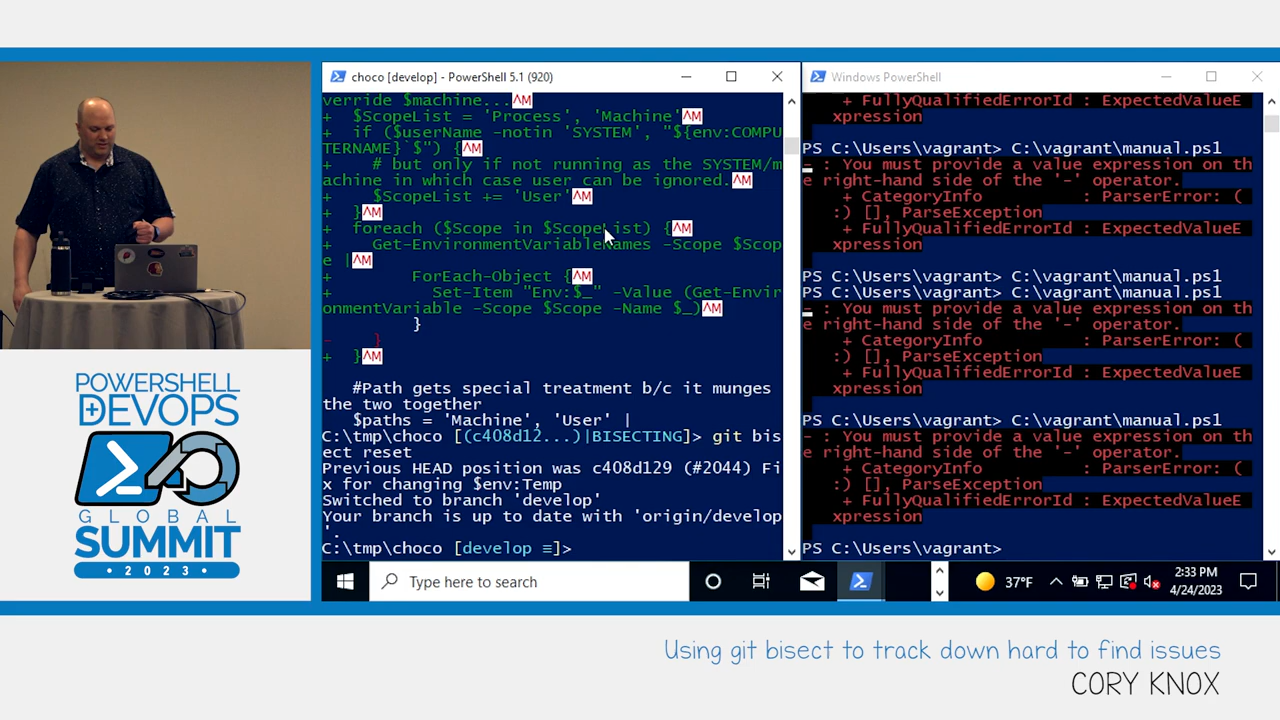 choco [develop] - PowerShell 5.1 (920)
verride $machine...^M
+ $ScopeList = 'Process', 'Machine'^M
+ if ($userName -notin 'SYSTEM', "${env:COMPU
TERNAME}`$") {^M
+ # but only if not running as the SYSTEM/m
achine in which case user can be ignored.^M
+ $ScopeList += 'User'^M
+ }^M
+ foreach ($Scope in $ScopeList) {^M
+ Get-EnvironmentVariableNames -Scope $Scop
e |^M
+ ForEach-Object {^M
+ Set-Item "Env:$_" -Value (Get-Envir
onmentVariable -Scope $Scope -Name $_)^M
}
- }
+ }^M
#Path gets special treatment b/c it munges
the two together
$paths = 'Machine', 'User' |
C:\tmp\choco [(c408d12...)|BISECTING]> git bis
ect reset
Previous HEAD position was c408d129 (#2044) Fi
x for changing $env:Temp
Switched to branch 'develop'
Your branch is up to date with 'origin/develop
'.
C:\tmp\choco [develop ≡]>
Windows PowerShell
+ FullyQualifiedErrorId : ExpectedValueE
xpression
PS C:\Users\vagrant> C:\vagrant\manual.ps1
- : You must provide a value expression on th
e right-hand side of the '-' operator.
+ CategoryInfo : ParserError: (
:) [], ParseException
+ FullyQualifiedErrorId : ExpectedValueE
xpression
PS C:\Users\vagrant> C:\vagrant\manual.ps1
PS C:\Users\vagrant> C:\vagrant\manual.ps1
- : You must provide a value expression on th
e right-hand side of the '-' operator.
+ CategoryInfo : ParserError: (
:) [], ParseException
+ FullyQualifiedErrorId : ExpectedValueE
xpression
PS C:\Users\vagrant> C:\vagrant\manual.ps1
- : You must provide a value expression on th
e right-hand side of the '-' operator.
+ CategoryInfo : ParserError: (
:) [], ParseException
+ FullyQualifiedErrorId : ExpectedValueE
xpression
PS C:\Users\vagrant>
Type here to search
37°F
2:33 PM
4/24/2023
POWERSHELL
+DEVOPS
GLOBAL
SUMMIT
• 2023 •
Using git bisect to track down hard to find issues
CORY KNOX